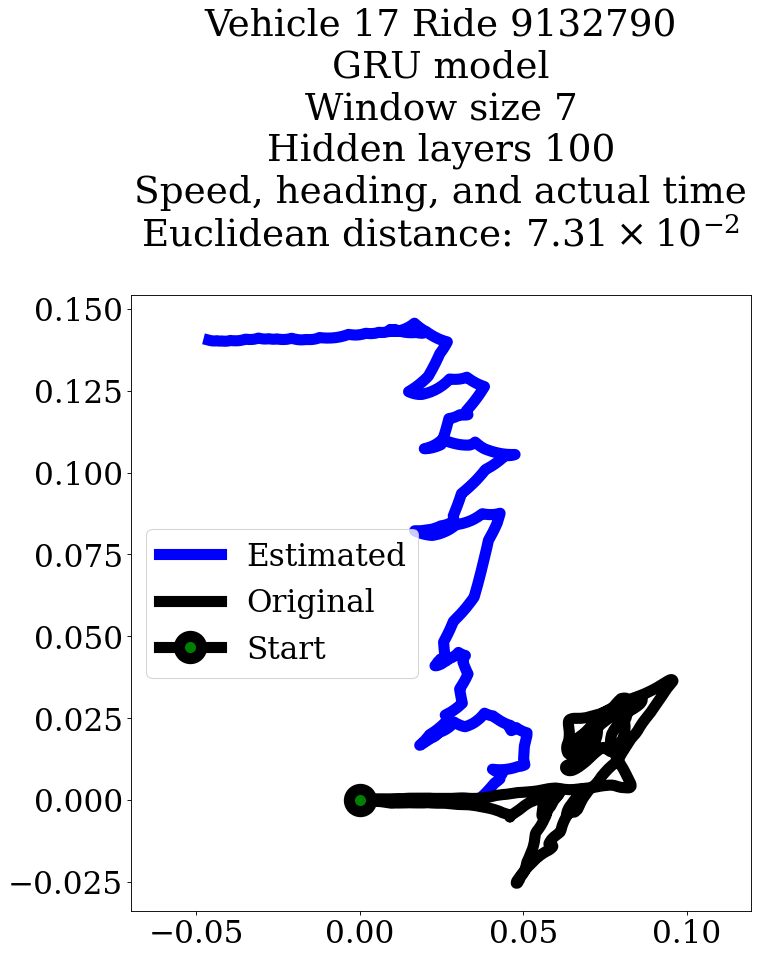 Vehicle 17 Ride 9132790
GRU model
Window size 7
Hidden layers 100
Speed, heading, and actual time
Euclidean distance: 7.31 × 10⁻²
0.150
0.125
0.100
0.075
0.050
0.025
0.000
−0.025
Estimated
Original
Start
−0.05 0.00 0.05 0.10